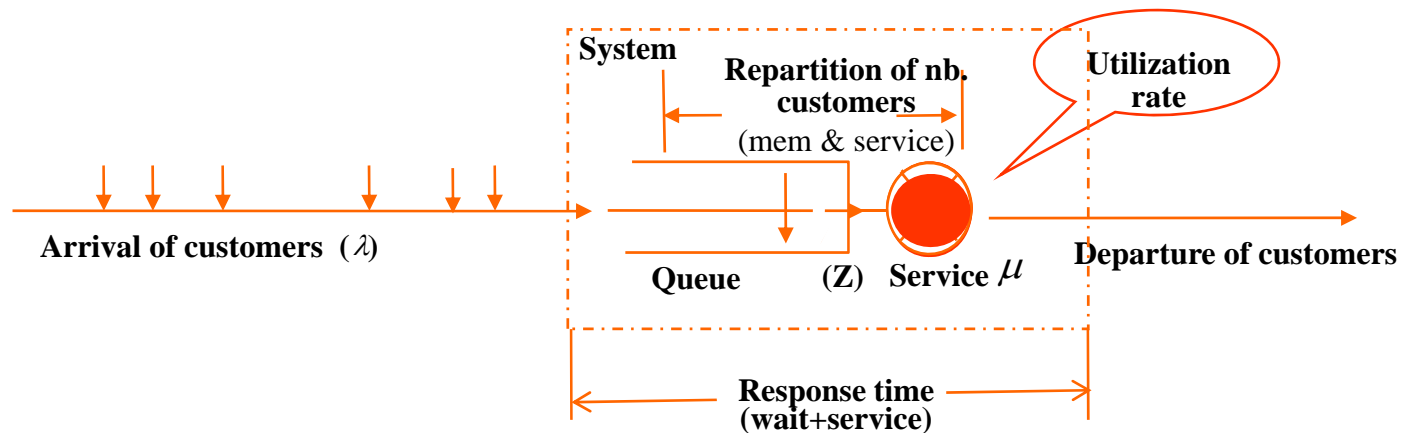 System
Repartition of nb.
customers
(mem & service)
Utilization
rate
Arrival of customers (λ)
Queue
(Z)
Service μ
Departure of customers
Response time
(wait+service)